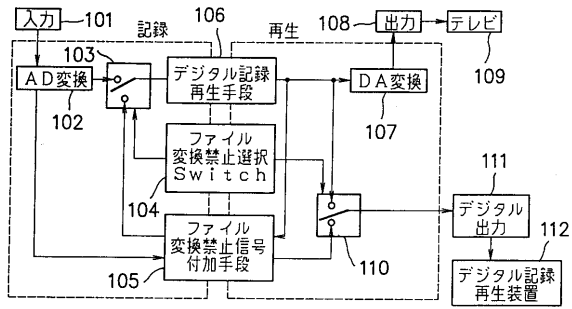 入力
101
記録
106
再生
108
出力
テレビ
109
103
AD変換
102
デジタル記録
再生手段
DA変換
107
ファイル
変換禁止選択
Switch
104
111
デジタル
出力
112
ファイル
変換禁止信号
付加手段
105
110
デジタル記録
再生装置